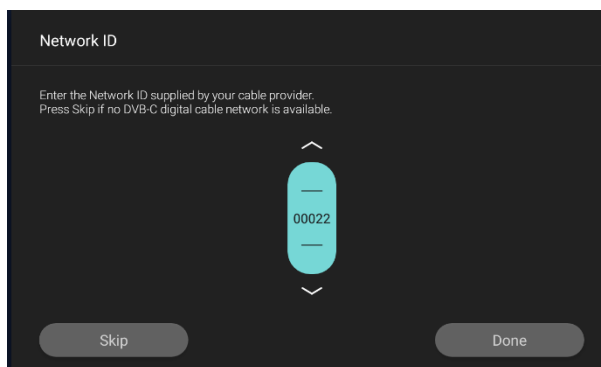 Network ID
Enter the Network ID supplied by your cable provider.
Press Skip if no DVB-C digital cable network is available.
00022
Skip
Done